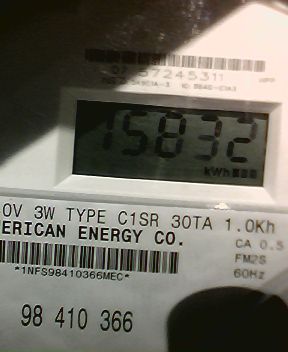 57245311
15832
kWh
0V 3W TYPE C1SR 30TA 1.0Kh
ERICAN ENERGY CO.
CA 0.5
*1NFS98410366MEC*
FM2S
60Hz
98 410 366